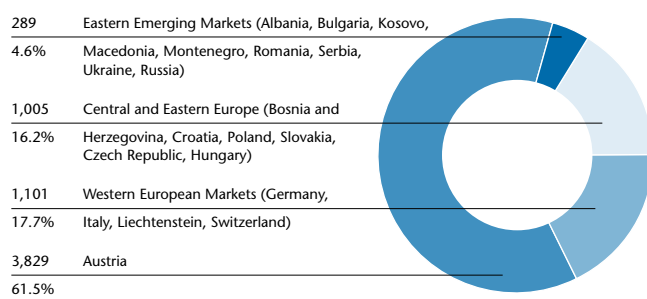 289 Eastern Emerging Markets (Albania, Bulgaria, Kosovo,
4.6% Macedonia, Montenegro, Romania, Serbia,
Ukraine, Russia)
1,005 Central and Eastern Europe (Bosnia and
16.2% Herzegovina, Croatia, Poland, Slovakia,
Czech Republic, Hungary)
1,101 Western European Markets (Germany,
17.7% Italy, Liechtenstein, Switzerland)
3,829 Austria
61.5%